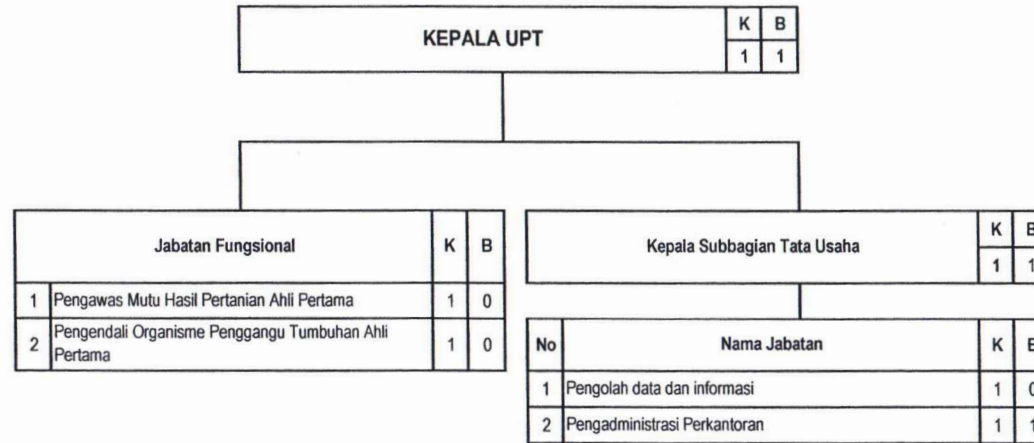 KEPALA UPT K B
1 1
Jabatan Fungsional K B
1 Pengawas Mutu Hasil Pertanian Ahli Pertama 1 0
2 Pengendali Organisme Penggangu Tumbuhan Ahli
Pertama 1 0
Kepala Subbagian Tata Usaha K B
1 1
No Nama Jabatan K B
1 Pengolah data dan informasi 1 0
2 Pengadministrasi Perkantoran 1 1